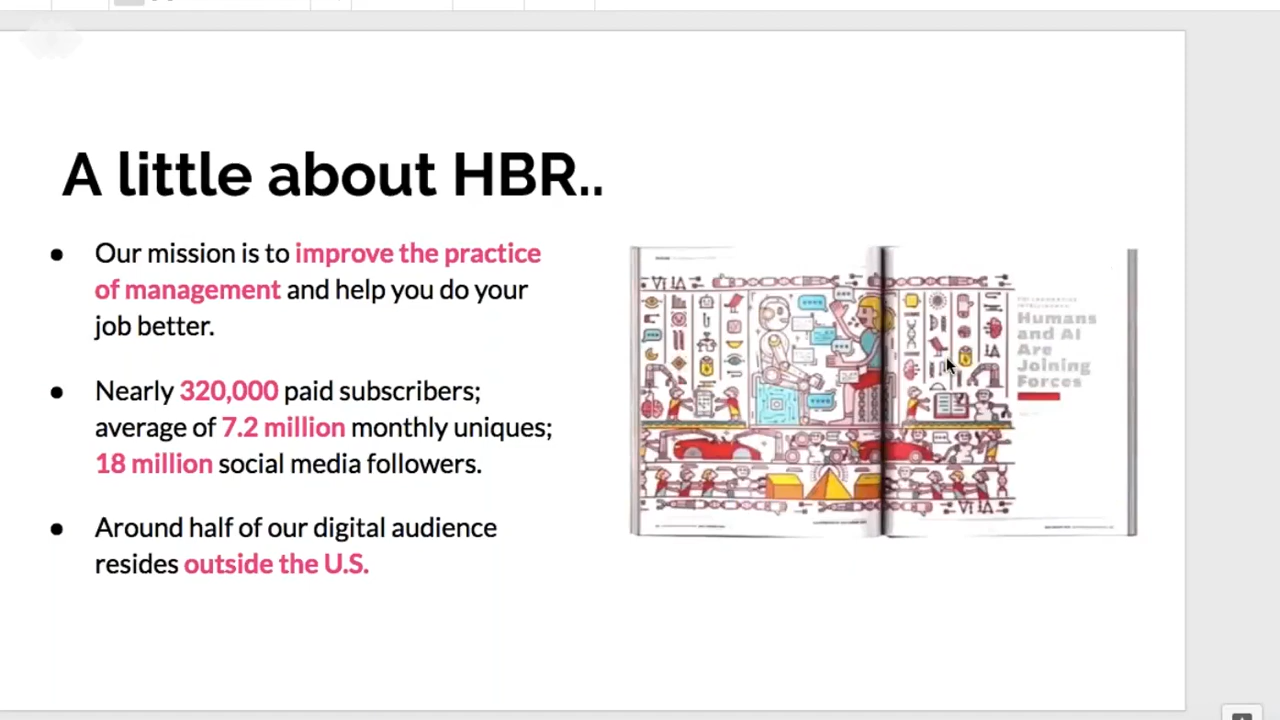 A little about HBR..
● Our mission is to improve the practice
of management and help you do your
job better.
● Nearly 320,000 paid subscribers;
average of 7.2 million monthly uniques;
18 million social media followers.
● Around half of our digital audience
resides outside the U.S.
Humans
and AI
Are
Joining
Forces